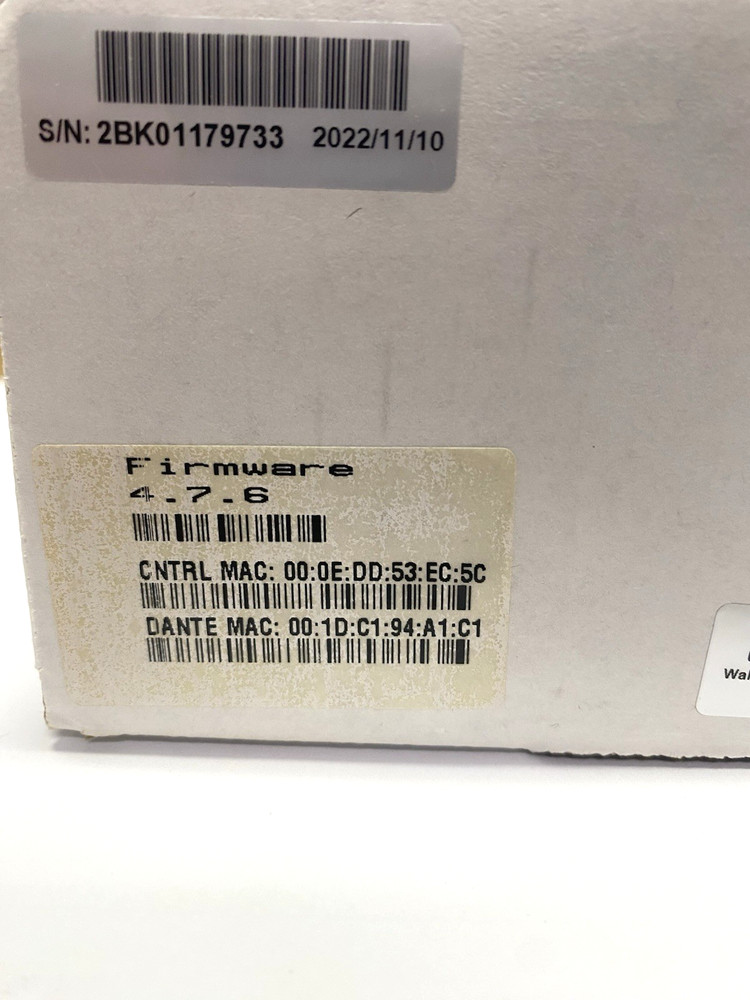 S/N: 2BK01179733 2022/11/10
Firmware
4.7.6
CNTRL MAC: 00:0E:DD:53:EC:5C
DANTE MAC: 00:1D:C1:94:A1:C1